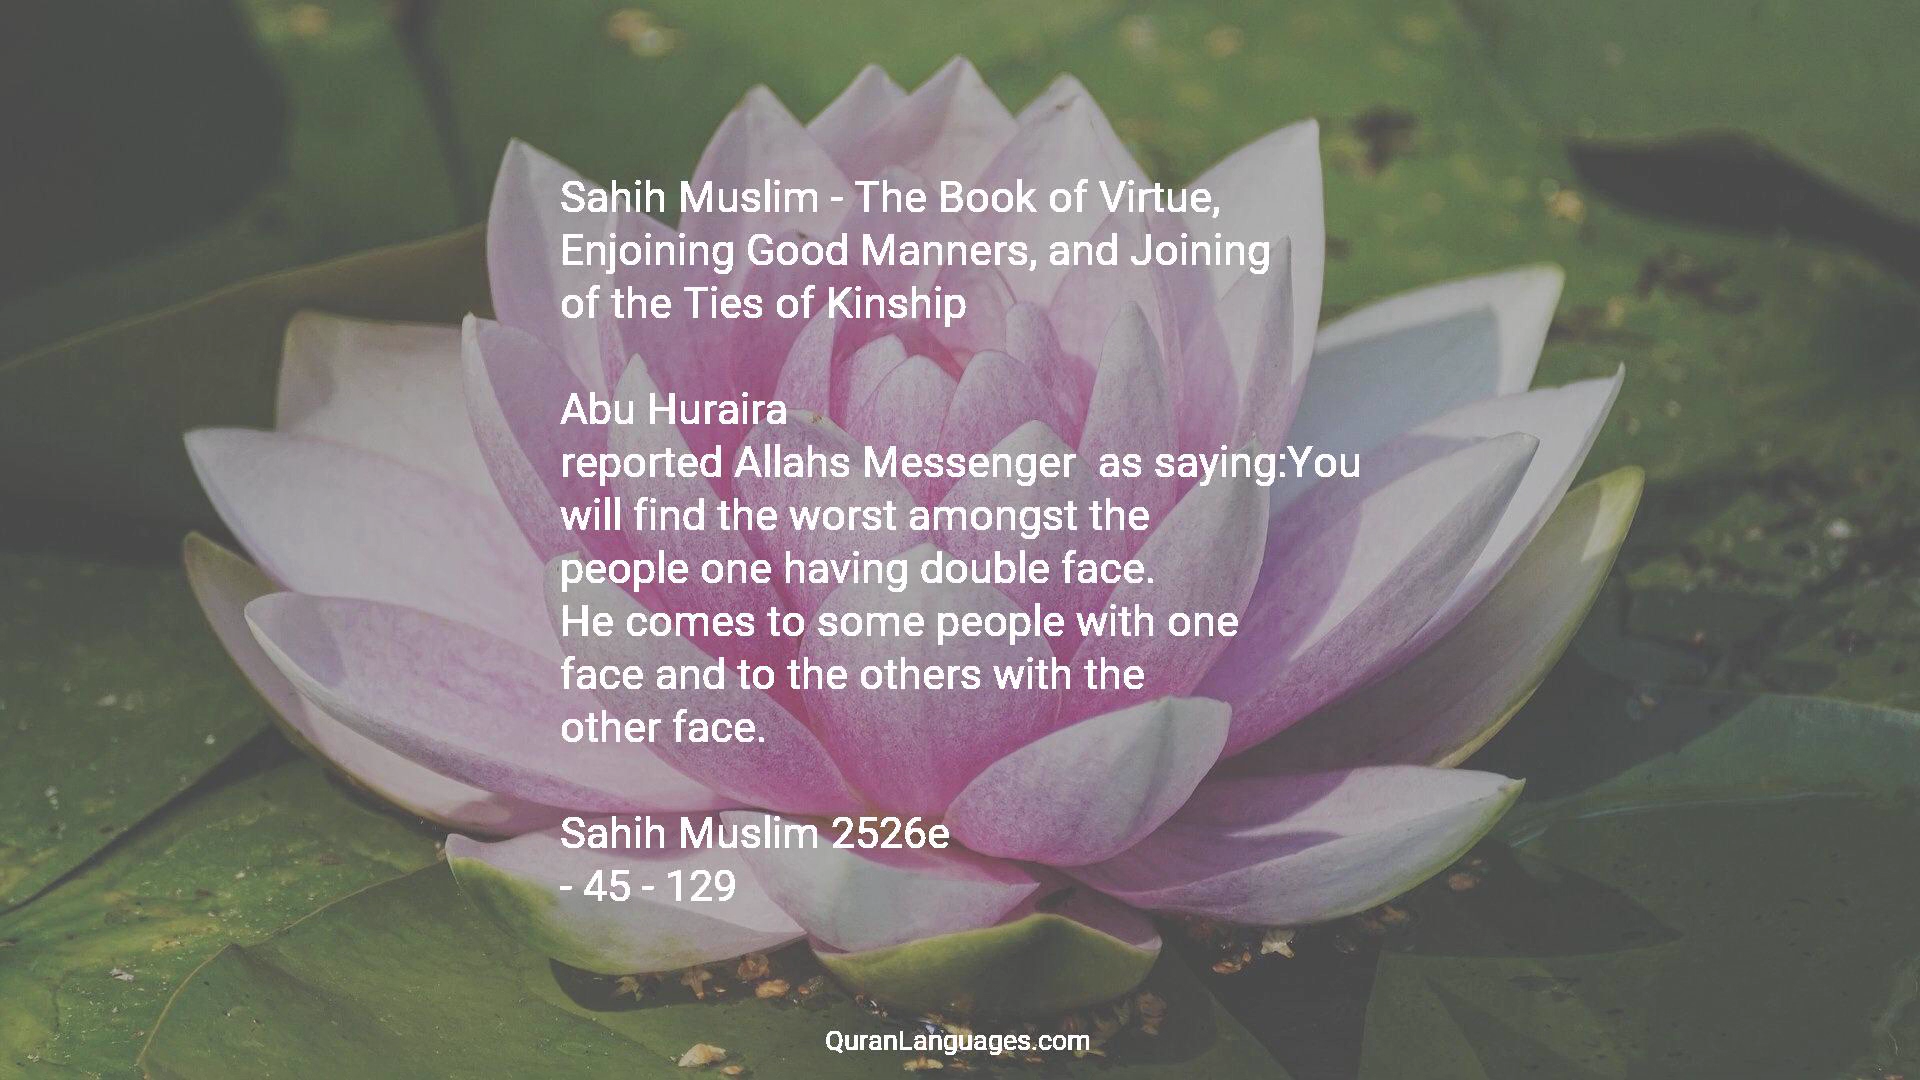 Sahih Muslim - The Book of Virtue,
Enjoining Good Manners, and Joining
of the Ties of Kinship
Abu Huraira
reported Allahs Messenger  as saying:You
will find the worst amongst the
people one having double face.
He comes to some people with one
face and to the others with the
other face.
Sahih Muslim 2526e
- 45 - 129
QuranLanguages.com